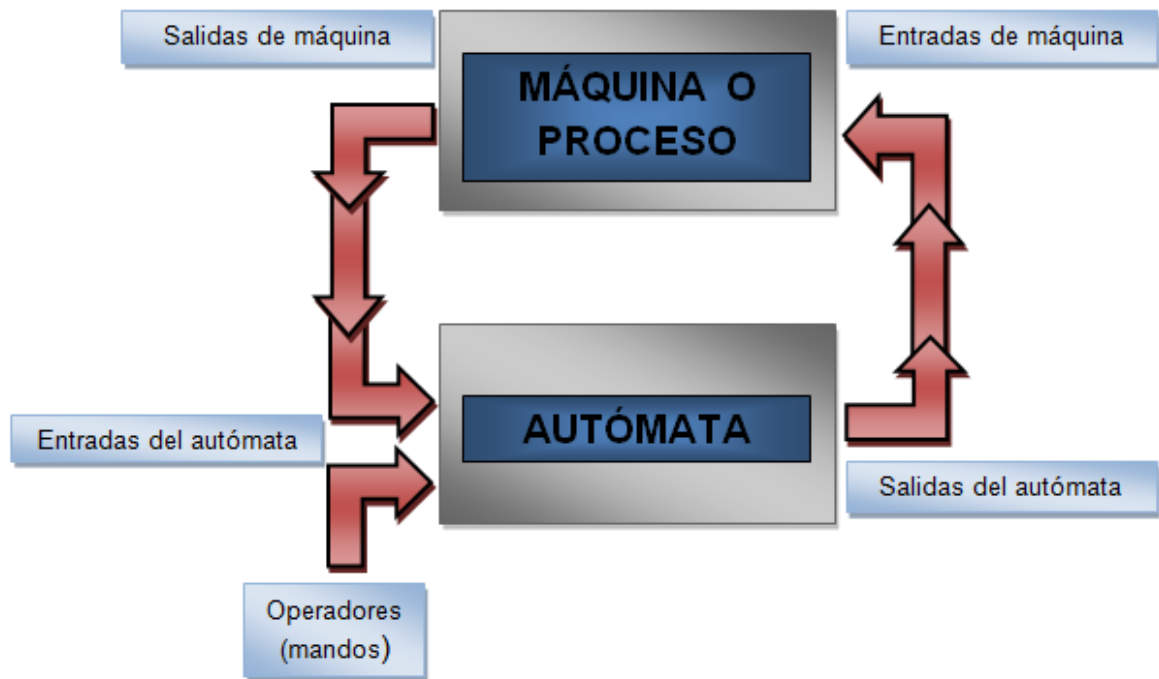 Salidas de máquina
Entradas de máquina
MÁQUINA O
PROCESO
AUTÓMATA
Entradas del autómata
Salidas del autómata
Operadores
(mandos)